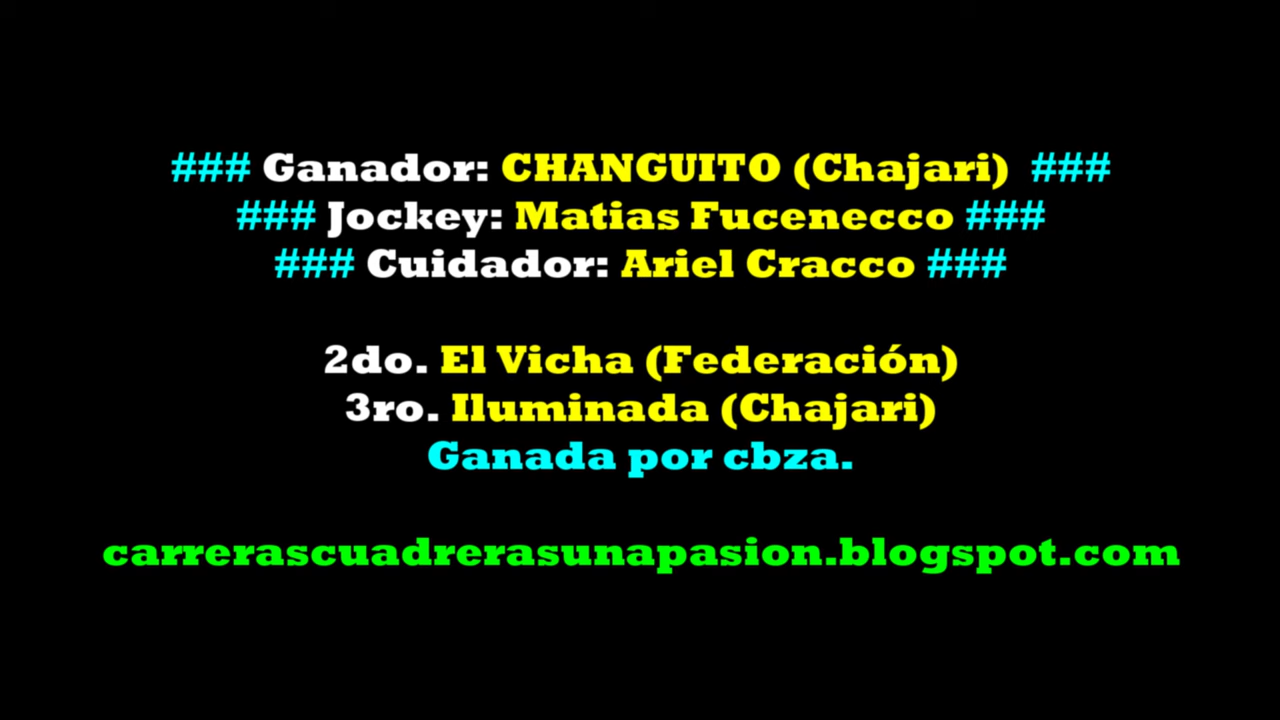 ### Ganador: CHANGUITO (Chajari) ###
### Jockey: Matias Fucenecco ###
### Cuidador: Ariel Cracco ###
2do. El Vicha (Federación)
3ro. Iluminada (Chajari)
Ganada por cbza.
carrerascuadrerasunapasion.blogspot.com